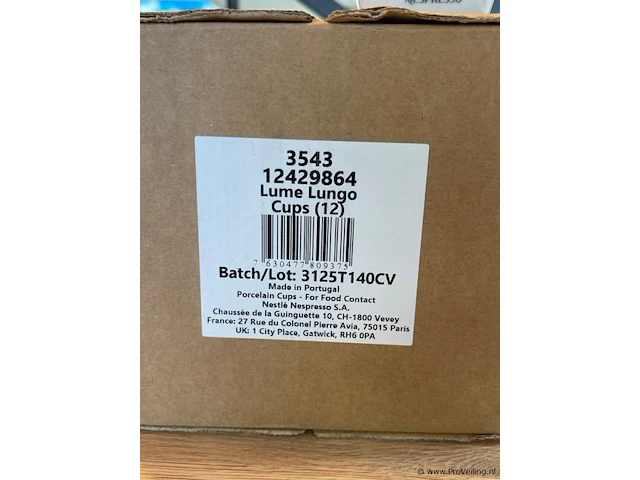 NESPRESSO
3543
12429864
Lume Lungo
Cups (12)
7 630477 809375
Batch/Lot: 3125T140CV
Made in Portugal
Porcelain Cups - For Food Contact
Nestlé Nespresso S.A.
Chaussée de la Guinguette 10, CH-1800 Vevey
France: 27 Rue du Colonel Pierre Avia, 75015 Paris
UK: 1 City Place, Gatwick, RH6 0PA
© www.ProVeiling.nl